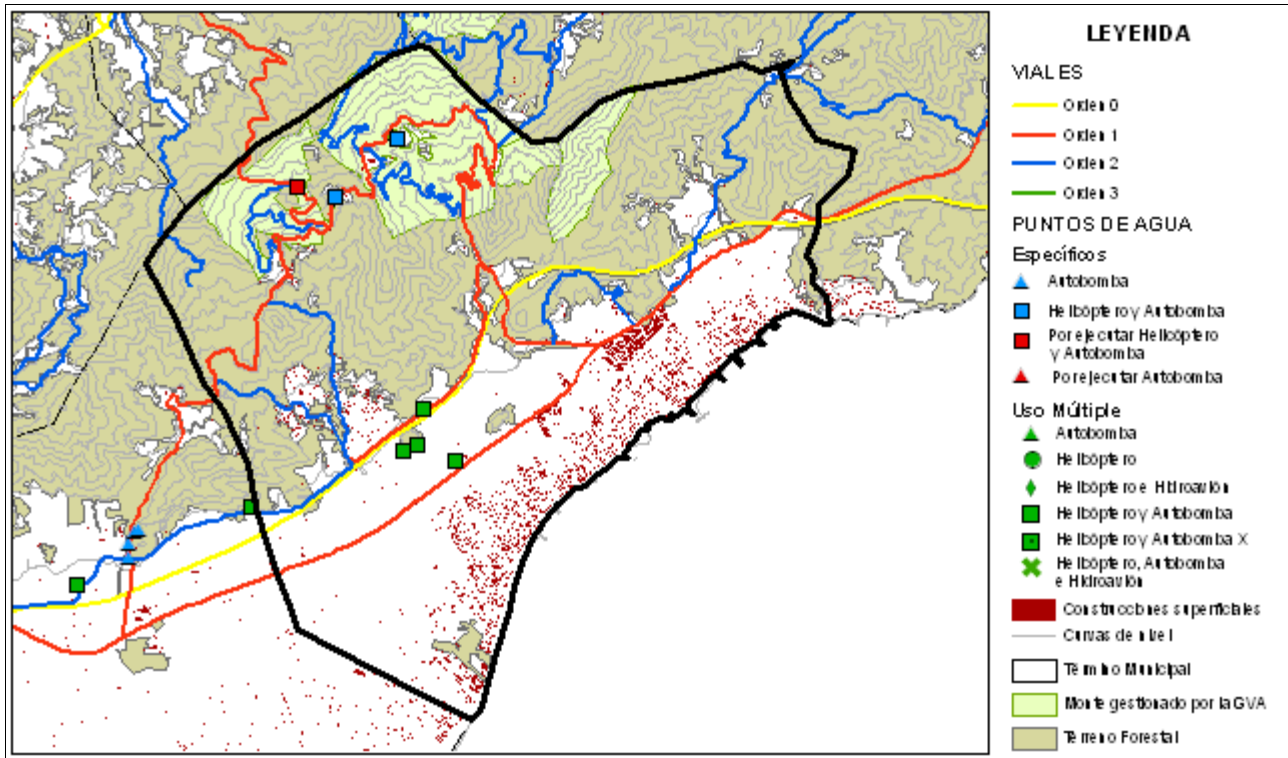 LEYENDA
VIALES
Orden 0
Orden 1
Orden 2
Orden 3
PUNTOS DE AGUA
Específicos
Autobomba
Helicóptero y Autobomba
Por ejecutar Helicóptero
y Autobomba
Por ejecutar Autobomba
Uso Múltiple
Autobomba
Helicóptero
Helicóptero e Hidroavión
Helicóptero y Autobomba
Helicóptero y Autobomba X
Helicóptero, Autobomba
e Hidroavión
Construcciones superficiales
Curvas de nivel
Término Municipal
Monte gestionado por la GVA
Terreno Forestal